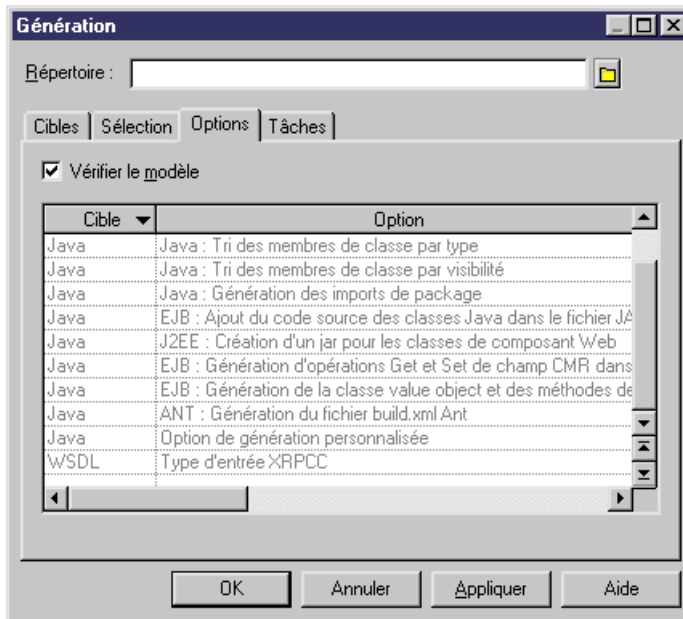 Génération
Répertoire :
Cibles Sélection Options Tâches
Vérifier le modèle
Cible Option
Java Java : Tri des membres de classe par type
Java Java : Tri des membres de classe par visibilité
Java Java : Génération des imports de package
Java EJB : Ajout du code source des classes Java dans le fichier JA
Java J2EE : Création d'un jar pour les classes de composant Web
Java EJB : Génération d'opérations Get et Set de champ CMR dans
Java EJB : Génération de la classe value object et des méthodes de
Java ANT : Génération du fichier build.xml Ant
Java Option de génération personnalisée
WSDL Type d'entrée XRPCC
OK Annuler Appliquer Aide